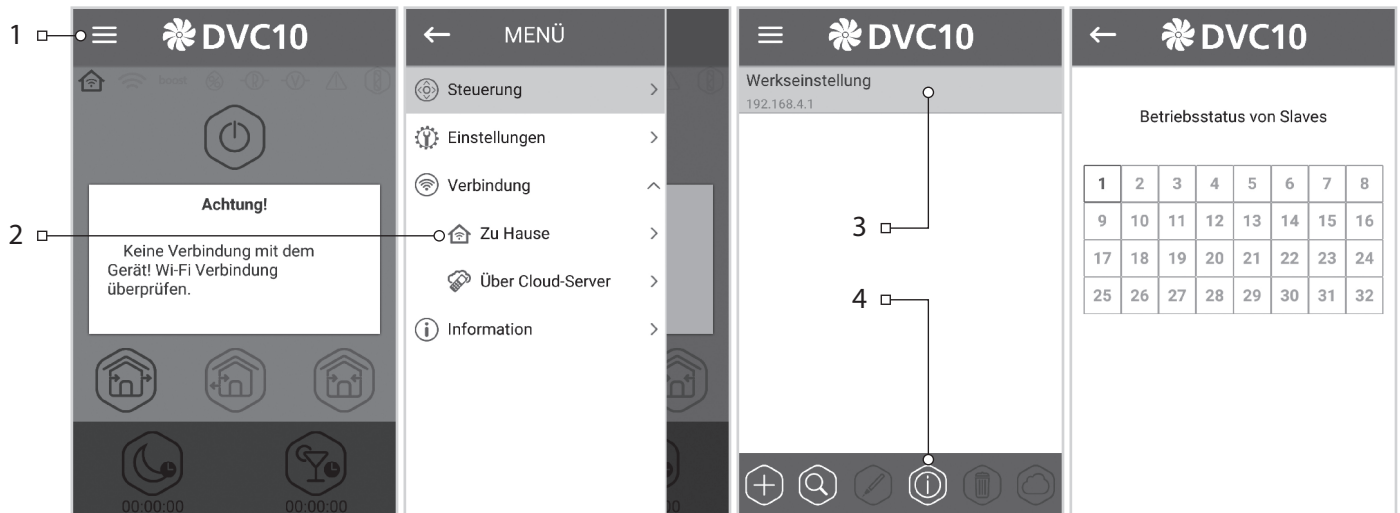 1
DVC10
boost
Achtung!
Keine Verbindung mit dem
Gerät! Wi-Fi Verbindung
überprüfen.
00:00:00
00:00:00
MENÜ
Steuerung
Einstellungen
Verbindung
2
Zu Hause
Über Cloud-Server
Information
00
DVC10
Werkseinstellung
192.168.4.1
3
4
DVC10
Betriebsstatus von Slaves
1 2 3 4 5 6 7 8
9 10 11 12 13 14 15 16
17 18 19 20 21 22 23 24
25 26 27 28 29 30 31 32